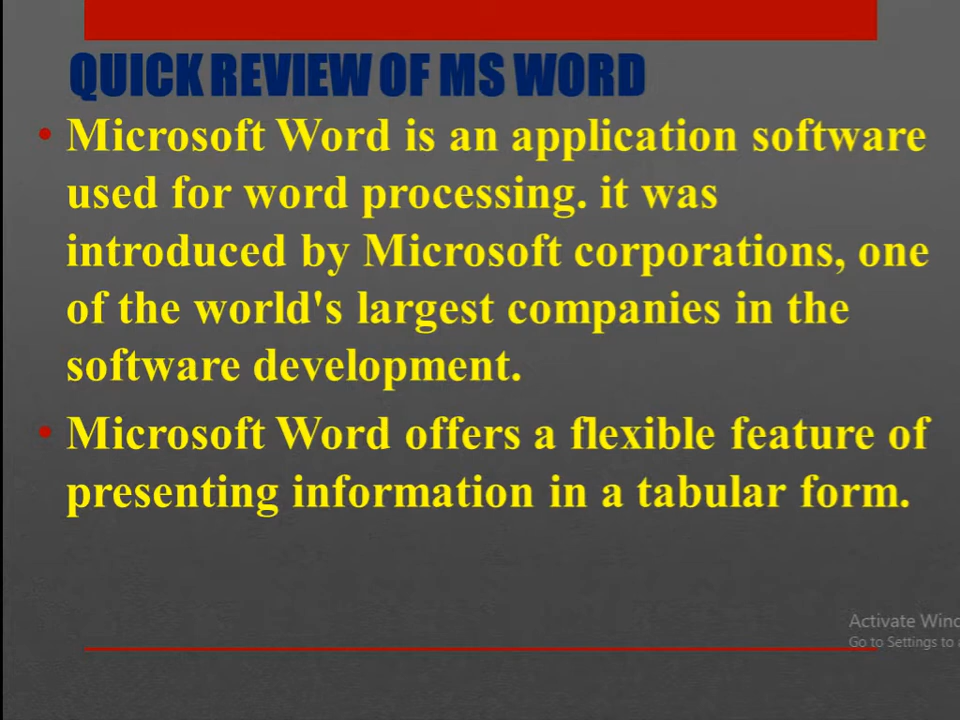 QUICK REVIEW OF MS WORD
• Microsoft Word is an application software
used for word processing. it was
introduced by Microsoft corporations, one
of the world's largest companies in the
software development.
• Microsoft Word offers a flexible feature of
presenting information in a tabular form.
Activate Wind
Go to Settings to